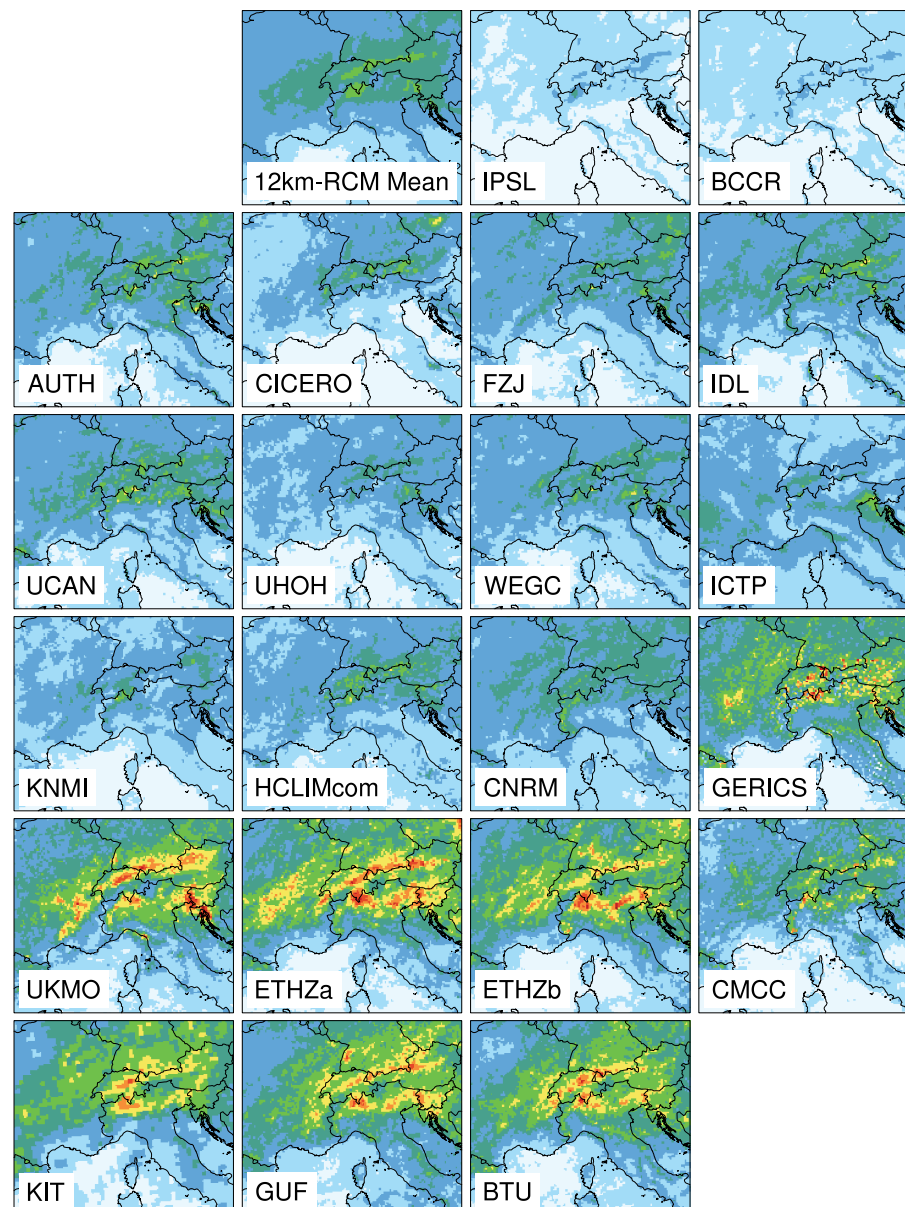 12km-RCM Mean
IPSL
BCCR
AUTH
CICERO
FZJ
IDL
UCAN
UHOH
WEGC
ICTP
KNMI
HCLIMcom
CNRM
GERICS
UKMO
ETHZa
ETHZb
CMCC
KIT
GUF
BTU